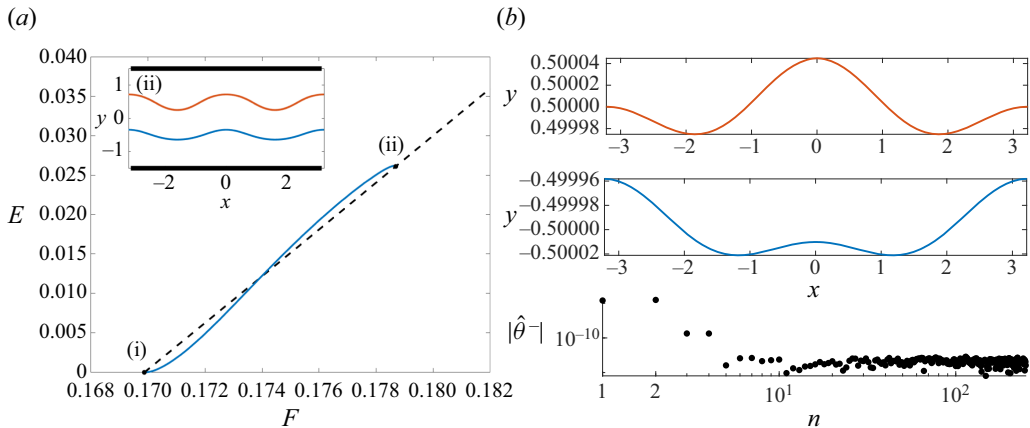 (a)
0.040
0.035
0.030
0.025
E 0.020
0.015
0.010
0.005
0
0.168 0.170 0.172 0.174 0.176 0.178 0.180 0.182
F
(i)
(ii)
(ii)
1
y 0
−1
−2 0 2
x
(b)
0.50004
y 0.50000
0.49998
−3 −2 −1 0 1 2 3
−0.49996
−0.49998
y −0.50000
−0.50002
−3 −2 −1 0 1 2 3
x
|θ̂⁻| 10⁻¹⁰
1 2 10¹ 10²
n